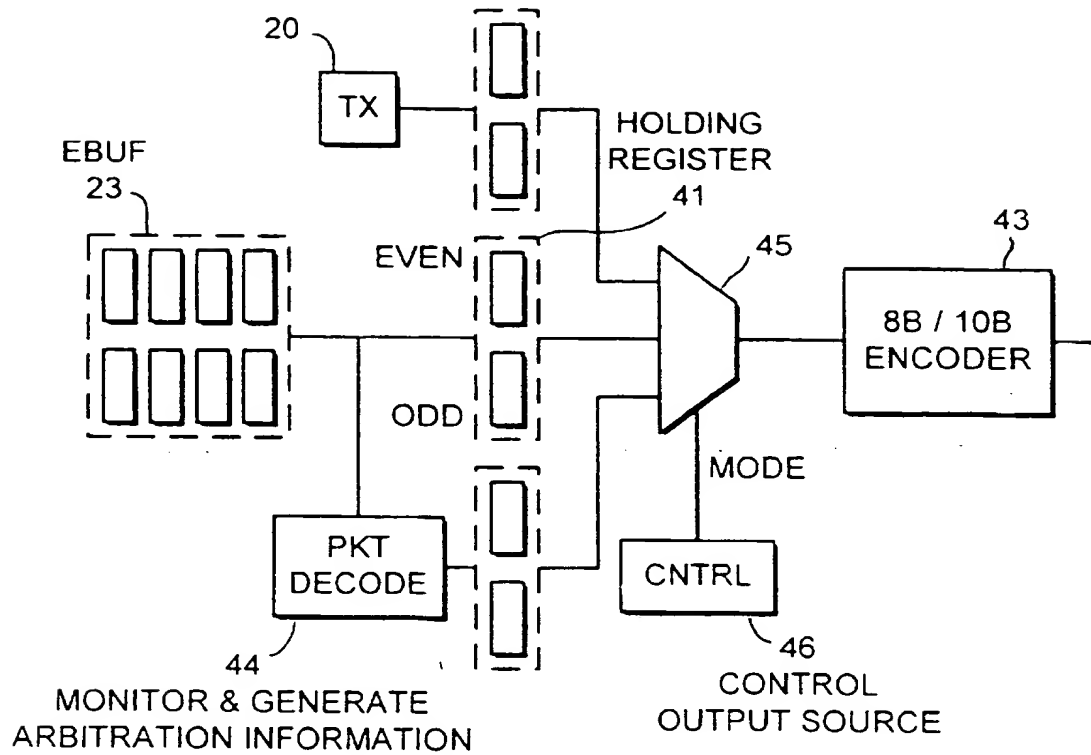 20
TX
HOLDING
REGISTER
41
EBUF
23
EVEN
ODD
45
43
8B / 10B
ENCODER
MODE
PKT
DECODE
CNTRL
44
46
MONITOR & GENERATE
ARBITRATION INFORMATION
CONTROL
OUTPUT SOURCE